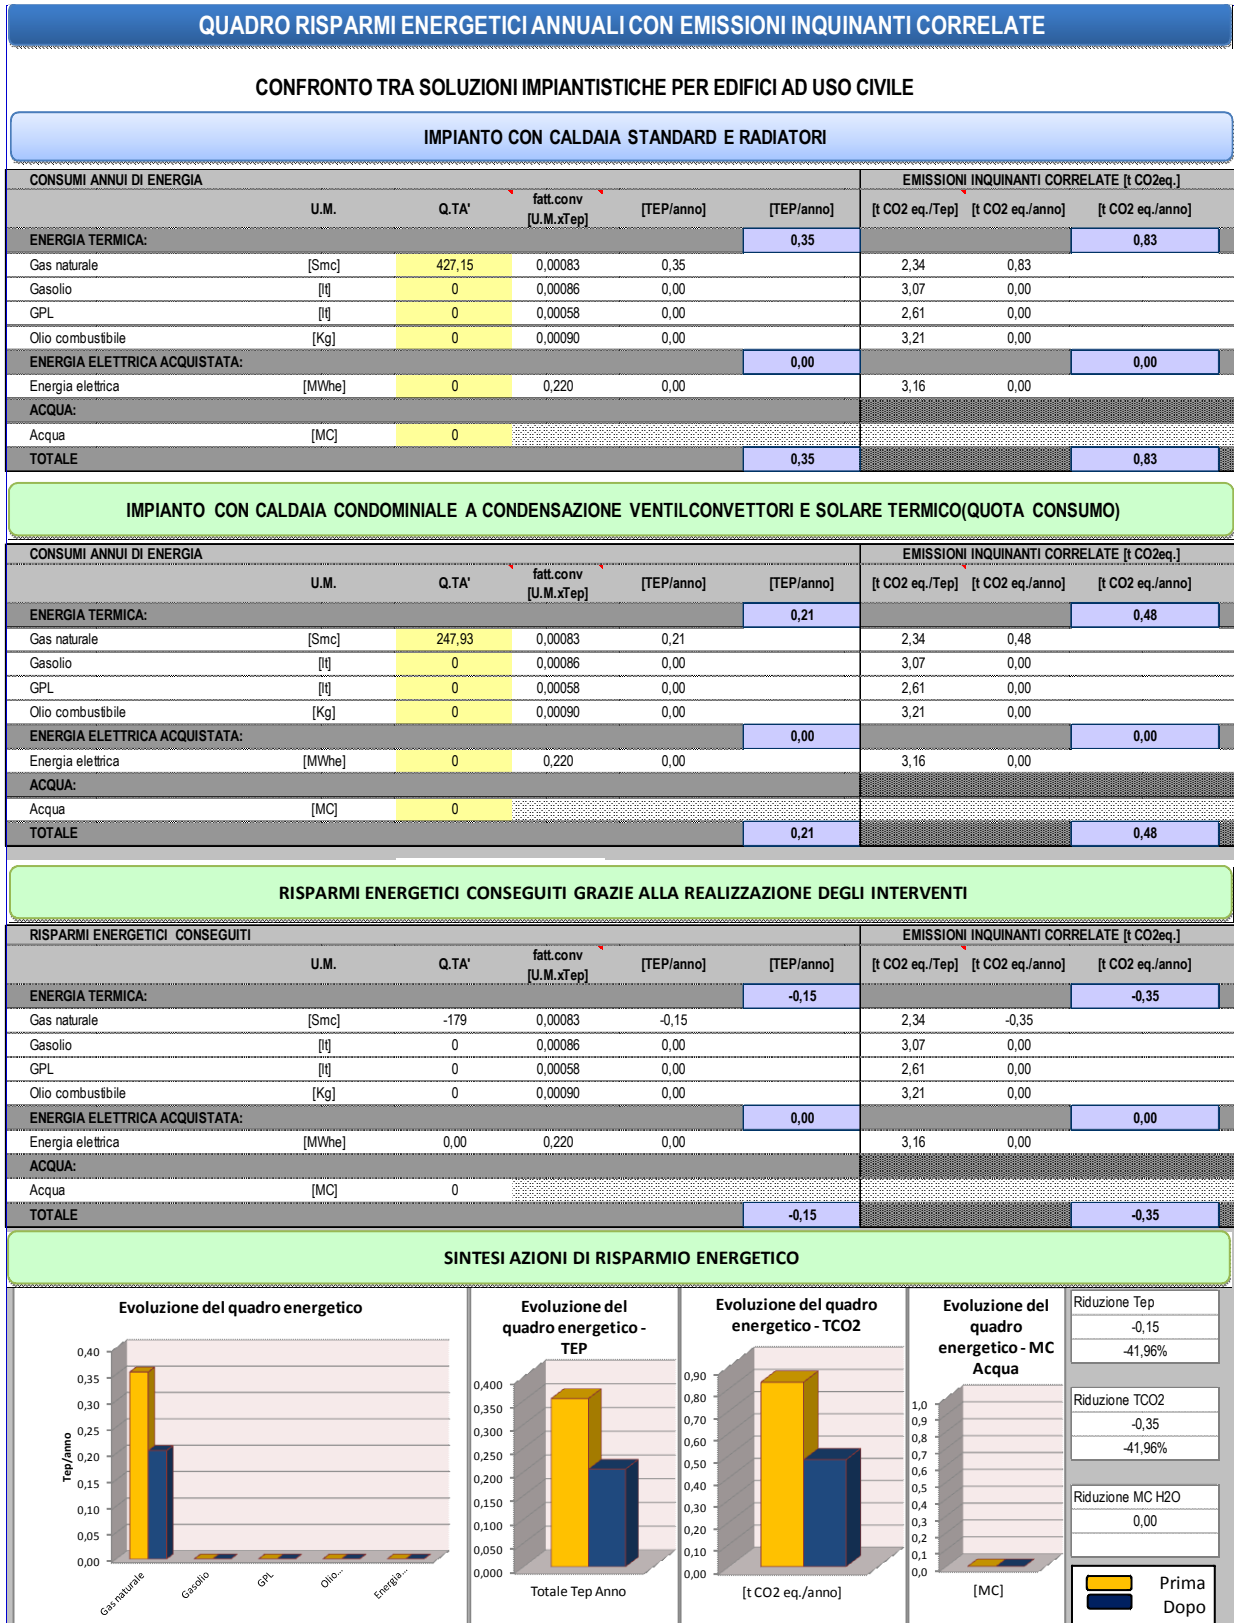 QUADRO RISPARMI ENERGETICI ANNUALI CON EMISSIONI INQUINANTI CORRELATE
CONFRONTO TRA SOLUZIONI IMPIANTISTICHE PER EDIFICI AD USO CIVILE
IMPIANTO CON CALDAIA STANDARD E RADIATORI
CONSUMI ANNUI DI ENERGIA EMISSIONI INQUINANTI CORRELATE [t CO2eq.]
U.M. Q.TA' fatt.conv [U.M.xTep] [TEP/anno] [TEP/anno] [t CO2 eq./Tep] [t CO2 eq./anno] [t CO2 eq./anno]
ENERGIA TERMICA: 0,35 0,83
Gas naturale [Smc] 427,15 0,00083 0,35 2,34 0,83
Gasolio [lt] 0 0,00086 0,00 3,07 0,00
GPL [lt] 0 0,00058 0,00 2,61 0,00
Olio combustibile [Kg] 0 0,00090 0,00 3,21 0,00
ENERGIA ELETTRICA ACQUISTATA: 0,00 0,00
Energia elettrica [MWhe] 0 0,220 0,00 3,16 0,00
ACQUA:
Acqua [MC] 0
TOTALE 0,35 0,83
IMPIANTO CON CALDAIA CONDOMINIALE A CONDENSAZIONE VENTILCONVETTORI E SOLARE TERMICO(QUOTA CONSUMO)
CONSUMI ANNUI DI ENERGIA EMISSIONI INQUINANTI CORRELATE [t CO2eq.]
U.M. Q.TA' fatt.conv [U.M.xTep] [TEP/anno] [TEP/anno] [t CO2 eq./Tep] [t CO2 eq./anno] [t CO2 eq./anno]
ENERGIA TERMICA: 0,21 0,48
Gas naturale [Smc] 247,93 0,00083 0,21 2,34 0,48
Gasolio [lt] 0 0,00086 0,00 3,07 0,00
GPL [lt] 0 0,00058 0,00 2,61 0,00
Olio combustibile [Kg] 0 0,00090 0,00 3,21 0,00
ENERGIA ELETTRICA ACQUISTATA: 0,00 0,00
Energia elettrica [MWhe] 0 0,220 0,00 3,16 0,00
ACQUA:
Acqua [MC] 0
TOTALE 0,21 0,48
RISPARMI ENERGETICI CONSEGUITI GRAZIE ALLA REALIZZAZIONE DEGLI INTERVENTI
RISPARMI ENERGETICI CONSEGUITI EMISSIONI INQUINANTI CORRELATE [t CO2eq.]
U.M. Q.TA' fatt.conv [U.M.xTep] [TEP/anno] [TEP/anno] [t CO2 eq./Tep] [t CO2 eq./anno] [t CO2 eq./anno]
ENERGIA TERMICA: -0,15 -0,35
Gas naturale [Smc] -179 0,00083 -0,15 2,34 -0,35
Gasolio [lt] 0 0,00086 0,00 3,07 0,00
GPL [lt] 0 0,00058 0,00 2,61 0,00
Olio combustibile [Kg] 0 0,00090 0,00 3,21 0,00
ENERGIA ELETTRICA ACQUISTATA: 0,00 0,00
Energia elettrica [MWhe] 0,00 0,220 0,00 3,16 0,00
ACQUA:
Acqua [MC] 0
TOTALE -0,15 -0,35
SINTESI AZIONI DI RISPARMIO ENERGETICO
Evoluzione del quadro energetico
Tep/anno
0,40
0,35
0,30
0,25
0,20
0,15
0,10
0,05
0,00
Gas naturale
Gasolio
GPL
Olio...
Energia...
Evoluzione del
quadro energetico -
TEP
0,400
0,350
0,300
0,250
0,200
0,150
0,100
0,050
0,000
Totale Tep Anno
Evoluzione del quadro
energetico - TCO2
0,90
0,80
0,70
0,60
0,50
0,40
0,30
0,20
0,10
0,00
[t CO2 eq./anno]
Evoluzione del
quadro
energetico - MC
Acqua
1,0
0,9
0,8
0,7
0,6
0,5
0,4
0,3
0,2
0,1
0,0
[MC]
Riduzione Tep
-0,15
-41,96%
Riduzione TCO2
-0,35
-41,96%
Riduzione MC H2O
0,00
Prima
Dopo